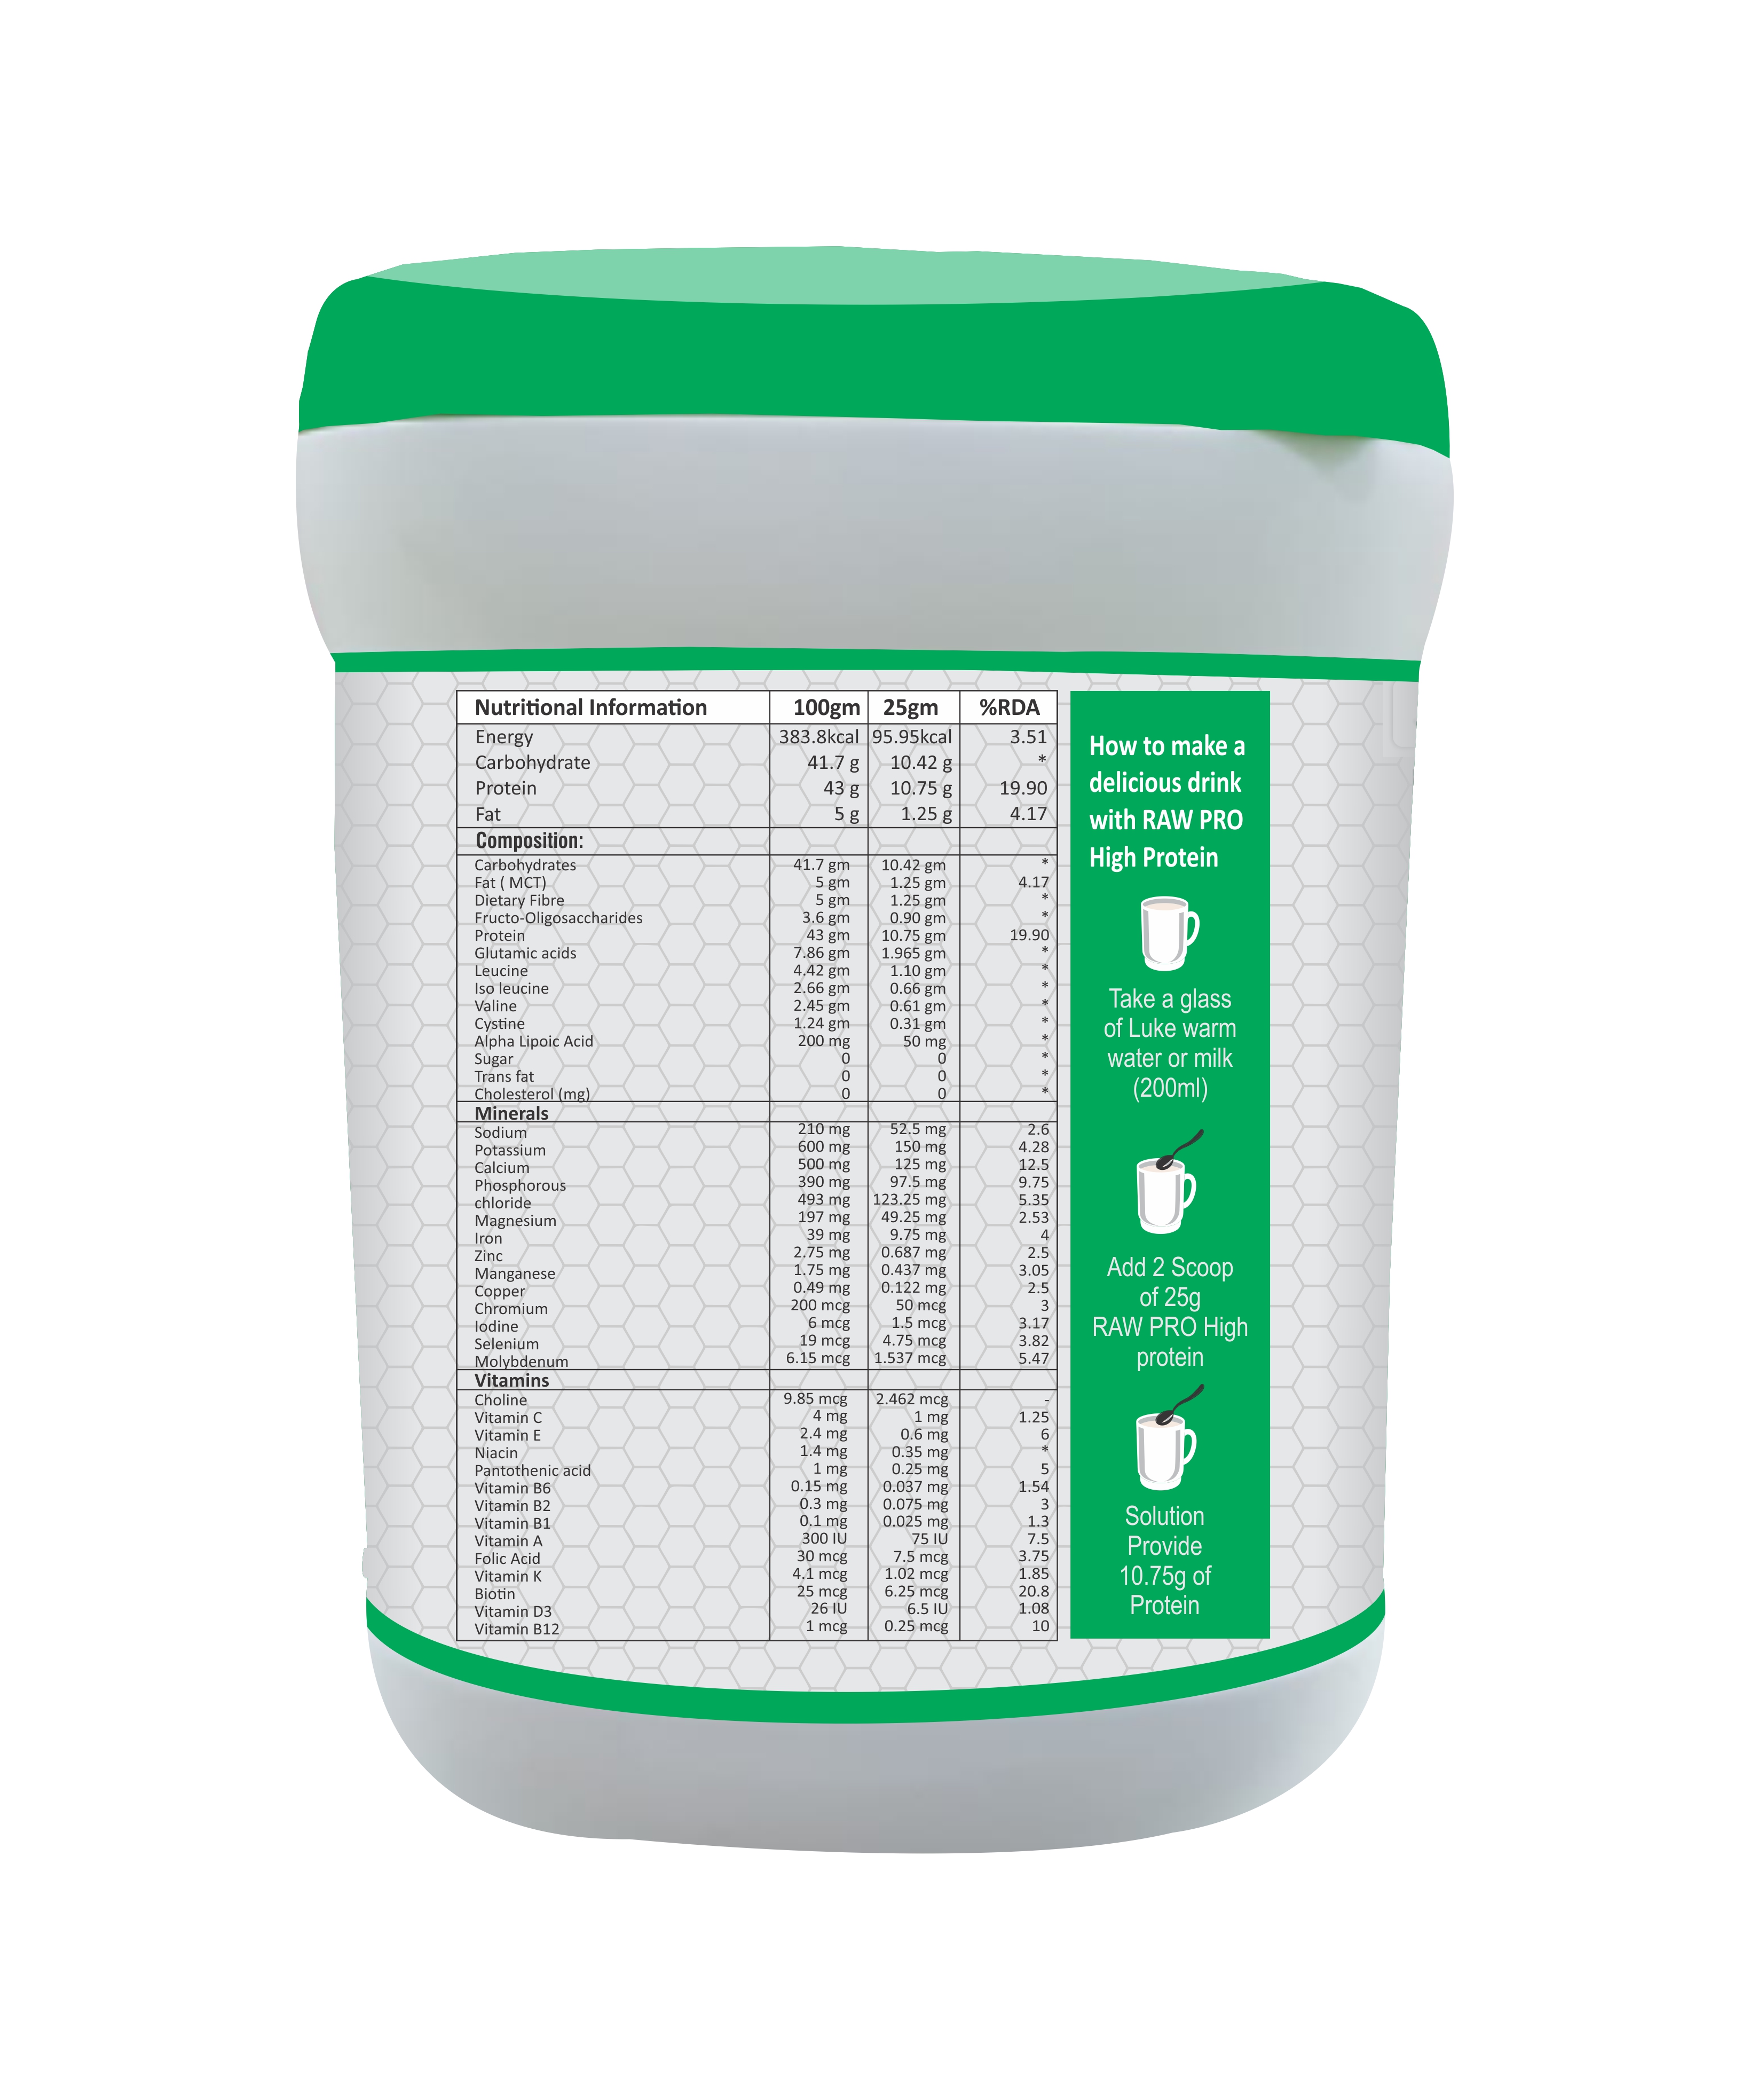 Nutritional Information 100gm 25gm %RDA
Energy 383.8kcal 95.95kcal 3.51
Carbohydrate 41.7 g 10.42 g *
Protein 43 g 10.75 g 19.90
Fat 5 g 1.25 g 4.17
Composition:
Carbohydrates 41.7 gm 10.42 gm *
Fat ( MCT) 5 gm 1.25 gm 4.17
Dietary Fibre 5 gm 1.25 gm *
Fructo-Oligosaccharides 3.6 gm 0.90 gm *
Protein 43 gm 10.75 gm 19.90
Glutamic acids 7.86 gm 1.965 gm *
Leucine 4.42 gm 1.10 gm *
Iso leucine 2.66 gm 0.66 gm *
Valine 2.45 gm 0.61 gm *
Cystine 1.24 gm 0.31 gm *
Alpha Lipoic Acid 200 mg 50 mg *
Sugar 0 0 *
Trans fat 0 0 *
Cholesterol (mg) 0 0 *
Minerals
Sodium 210 mg 52.5 mg 2.6
Potassium 600 mg 150 mg 4.28
Calcium 500 mg 125 mg 12.5
Phosphorous 390 mg 97.5 mg 9.75
chloride 493 mg 123.25 mg 5.35
Magnesium 197 mg 49.25 mg 2.53
Iron 39 mg 9.75 mg 4
Zinc 2.75 mg 0.687 mg 2.5
Manganese 1.75 mg 0.437 mg 3.05
Copper 0.49 mg 0.122 mg 2.5
Chromium 200 mcg 50 mcg 3
Iodine 6 mcg 1.5 mcg 3.17
Selenium 19 mcg 4.75 mcg 3.82
Molybdenum 6.15 mcg 1.537 mcg 5.47
Vitamins
Choline 9.85 mcg 2.462 mcg -
Vitamin C 4 mg 1 mg 1.25
Vitamin E 2.4 mg 0.6 mg 6
Niacin 1.4 mg 0.35 mg *
Pantothenic acid 1 mg 0.25 mg 5
Vitamin B6 0.15 mg 0.037 mg 1.54
Vitamin B2 0.3 mg 0.075 mg 3
Vitamin B1 0.1 mg 0.025 mg 1.3
Vitamin A 300 IU 75 IU 7.5
Folic Acid 30 mcg 7.5 mcg 3.75
Vitamin K 4.1 mcg 1.02 mcg 1.85
Biotin 25 mcg 6.25 mcg 20.8
Vitamin D3 26 IU 6.5 IU 1.08
Vitamin B12 1 mcg 0.25 mcg 10
How to make a
delicious drink
with RAW PRO
High Protein
Take a glass
of Luke warm
water or milk
(200ml)
Add 2 Scoop
of 25g
RAW PRO High
protein
Solution
Provide
10.75g of
Protein